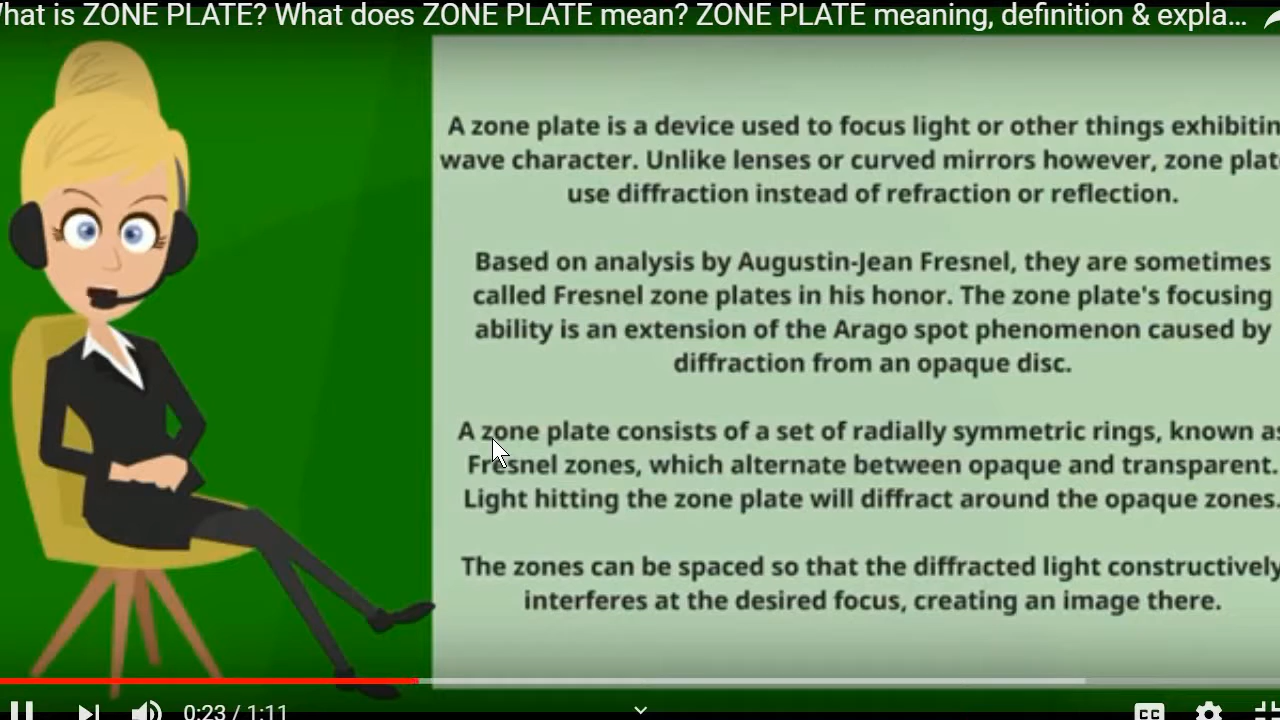 hat is ZONE PLATE? What does ZONE PLATE mean? ZONE PLATE meaning, definition & expla...
A zone plate is a device used to focus light or other things exhibitin
wave character. Unlike lenses or curved mirrors however, zone plat
use diffraction instead of refraction or reflection.
Based on analysis by Augustin-Jean Fresnel, they are sometimes
called Fresnel zone plates in his honor. The zone plate's focusing
ability is an extension of the Arago spot phenomenon caused by
diffraction from an opaque disc.
A zone plate consists of a set of radially symmetric rings, known as
Fresnel zones, which alternate between opaque and transparent.
Light hitting the zone plate will diffract around the opaque zones.
The zones can be spaced so that the diffracted light constructively
interferes at the desired focus, creating an image there.
0:23 / 1:11
CC